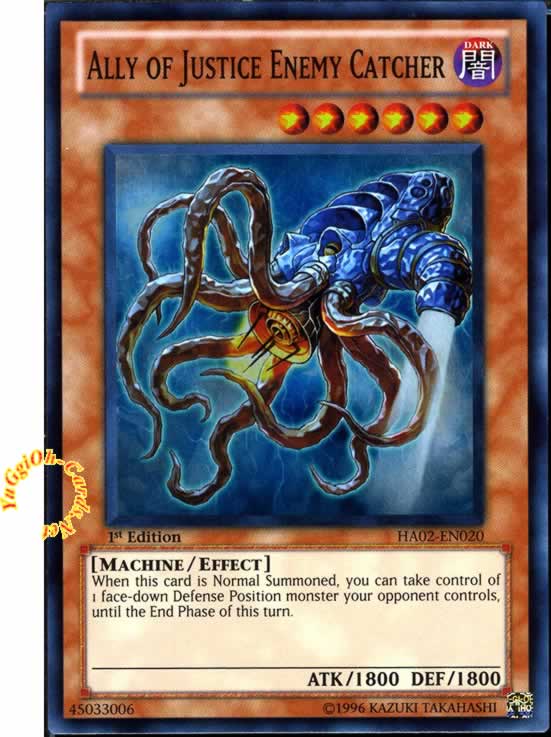 ALLY OF JUSTICE ENEMY CATCHER
DARK
闇
1st Edition
HA02-EN020
[MACHINE/EFFECT]
When this card is Normal Summoned, you can take control of
1 face-down Defense Position monster your opponent controls,
until the End Phase of this turn.
ATK/1800 DEF/1800
45033006
©1996 KAZUKI TAKAHASHI
YuGgiOh-Cards.Net